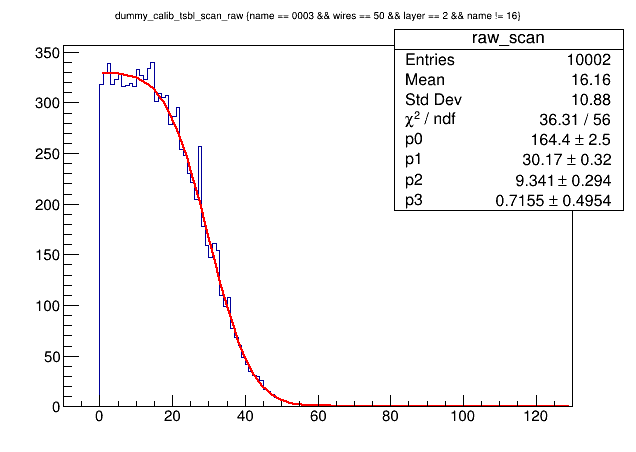 dummy_calib_tsbl_scan_raw {name == 0003 && wires == 50 && layer == 2 && name != 16}
raw_scan
Entries 10002
Mean 16.16
Std Dev 10.88
χ² / ndf 36.31 / 56
p0 164.4 ± 2.5
p1 30.17 ± 0.32
p2 9.341 ± 0.294
p3 0.7155 ± 0.4954
350
300
250
200
150
100
50
0
0 20 40 60 80 100 120